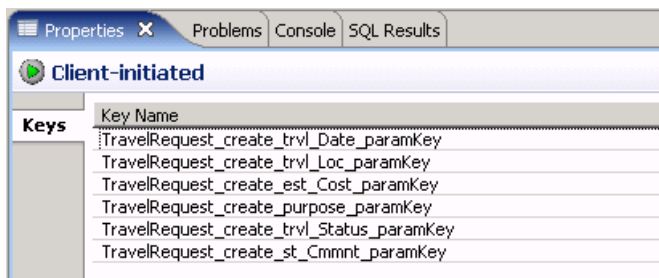 Properties Problems Console SQL Results
Client-initiated
Keys
Key Name
TravelRequest_create_trvl_Date_paramKey
TravelRequest_create_trvl_Loc_paramKey
TravelRequest_create_est_Cost_paramKey
TravelRequest_create_purpose_paramKey
TravelRequest_create_trvl_Status_paramKey
TravelRequest_create_st_Cmmnt_paramKey